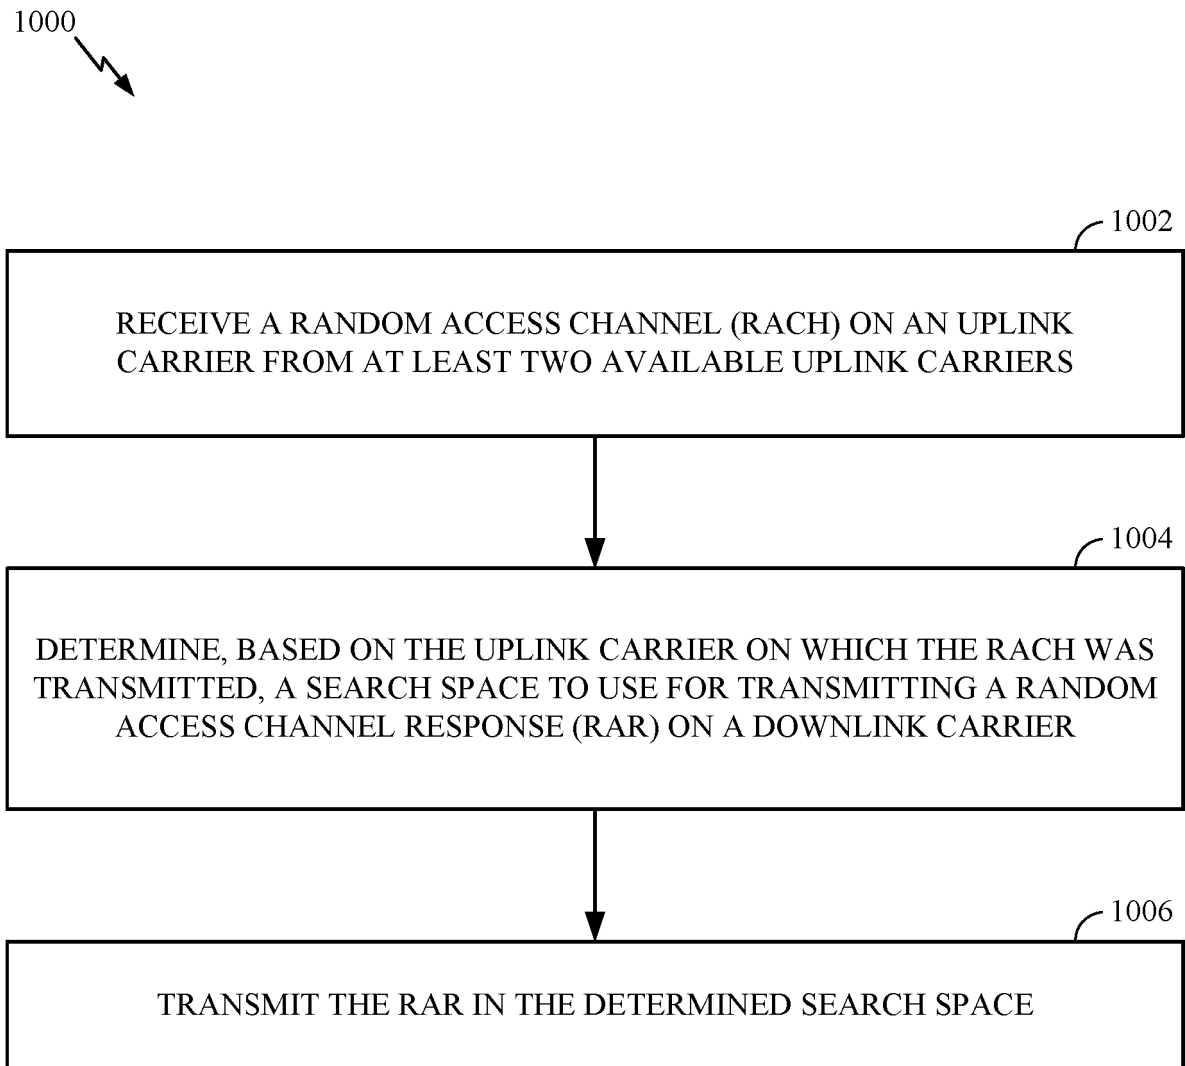 1000
1002
RECEIVE A RANDOM ACCESS CHANNEL (RACH) ON AN UPLINK
CARRIER FROM AT LEAST TWO AVAILABLE UPLINK CARRIERS
1004
DETERMINE, BASED ON THE UPLINK CARRIER ON WHICH THE RACH WAS
TRANSMITTED, A SEARCH SPACE TO USE FOR TRANSMITTING A RANDOM
ACCESS CHANNEL RESPONSE (RAR) ON A DOWNLINK CARRIER
1006
TRANSMIT THE RAR IN THE DETERMINED SEARCH SPACE